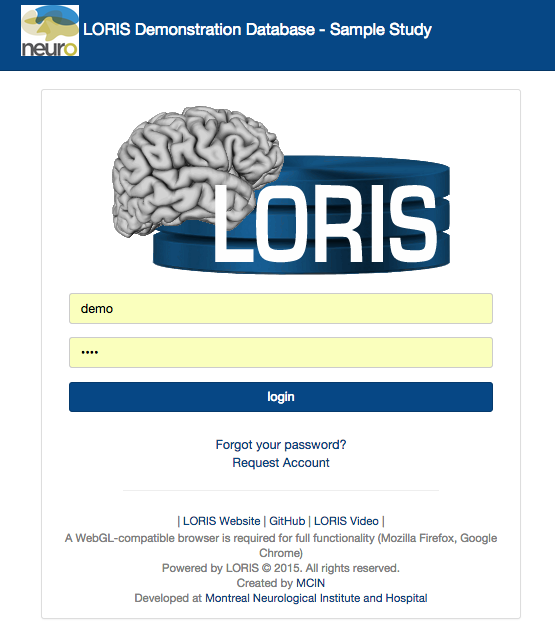 neuro
LORIS Demonstration Database - Sample Study
LORIS
demo
••••
login
Forgot your password?
Request Account
| LORIS Website | GitHub | LORIS Video |
A WebGL-compatible browser is required for full functionality (Mozilla Firefox, Google
Chrome)
Powered by LORIS © 2015. All rights reserved.
Created by MCIN
Developed at Montreal Neurological Institute and Hospital